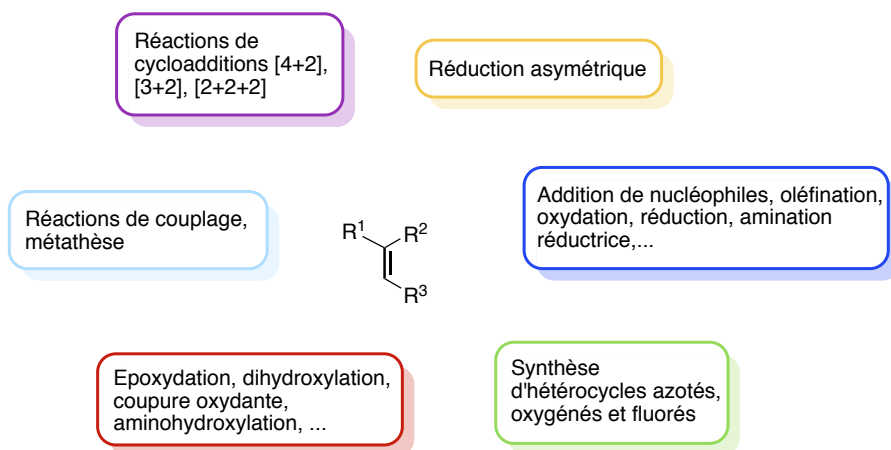 Réactions de
cycloadditions [4+2],
[3+2], [2+2+2]
Réduction asymétrique
Réactions de couplage,
métathèse
R1
R2
R3
Addition de nucléophiles, oléfination,
oxydation, réduction, amination
réductrice,...
Epoxydation, dihydroxylation,
coupure oxydante,
aminohydroxylation, ...
Synthèse
d'hétérocycles azotés,
oxygénés et fluorés